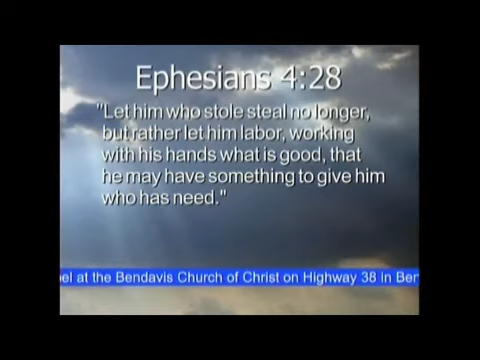 Ephesians 4:28
"Let him who stole steal no longer,
but rather let him labor, working
with his hands what is good, that
he may have something to give him
who has need."
at the Bendavis Church of Christ on Highway 38 in